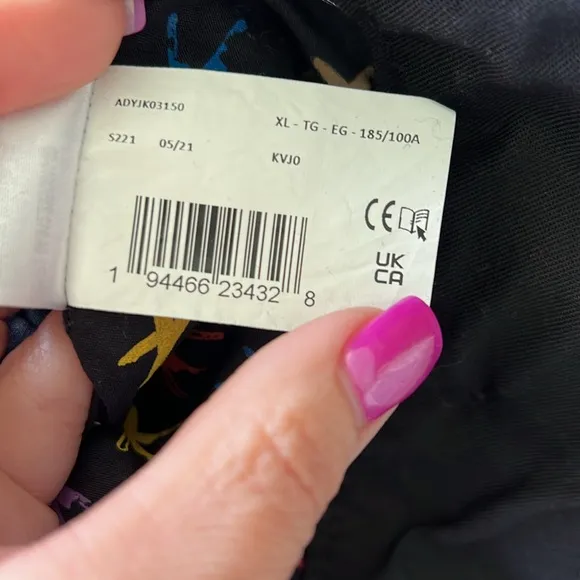 ADYJK03150
XL - TG - EG - 185/100A
S221 05/21 KVJ0
1 94466 23432 8
CE
UK
CA